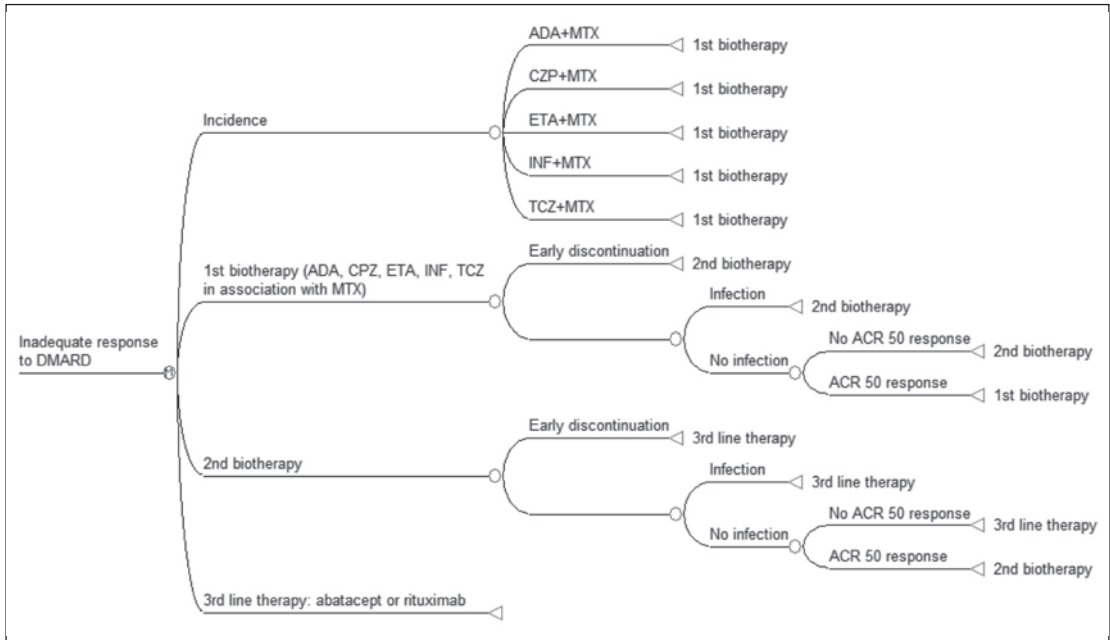 ADA+MTX
1st biotherapy
CZP+MTX
1st biotherapy
Incidence
ETA+MTX
1st biotherapy
INF+MTX
1st biotherapy
TCZ+MTX
1st biotherapy
Early discontinuation
2nd biotherapy
1st biotherapy (ADA, CPZ, ETA, INF, TCZ
in association with MTX)
Infection
2nd biotherapy
No ACR 50 response
2nd biotherapy
No infection
ACR 50 response
1st biotherapy
Inadequate response
to DMARD
M
Early discontinuation
3rd line therapy
2nd biotherapy
Infection
3rd line therapy
No ACR 50 response
3rd line therapy
No infection
ACR 50 response
2nd biotherapy
3rd line therapy: abatacept or rituximab